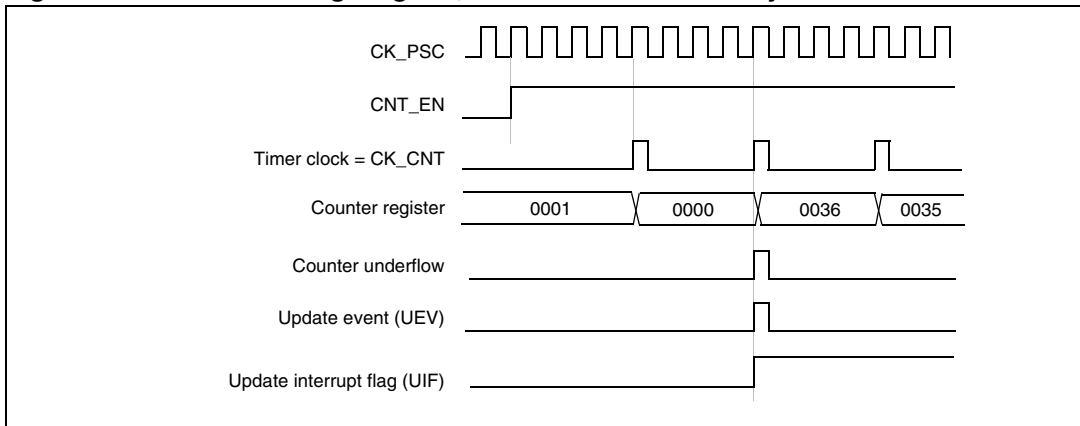 CK_PSC
CNT_EN
Timer clock = CK_CNT
Counter register 0001 0000 0036 0035
Counter underflow
Update event (UEV)
Update interrupt flag (UIF)